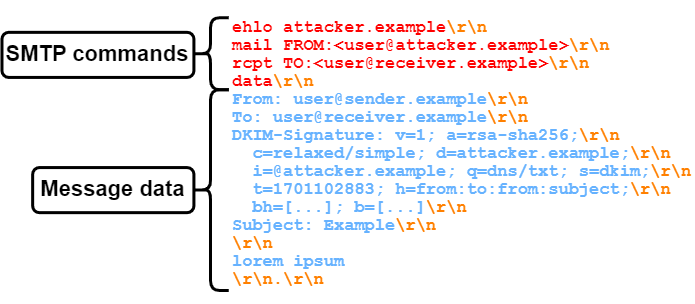 SMTP commands
ehlo attacker.example\r\n
mail FROM:<user@attacker.example>\r\n
rcpt TO:<user@receiver.example>\r\n
data\r\n
Message data
From: user@sender.example\r\n
To: user@receiver.example\r\n
DKIM-Signature: v=1; a=rsa-sha256;\r\n
c=relaxed/simple; d=attacker.example;\r\n
i=@attacker.example; q=dns/txt; s=dkim;\r\n
t=1701102883; h=from:to:from:subject;\r\n
bh=[...]; b=[...]\r\n
Subject: Example\r\n
\r\n
lorem ipsum
\r\n.\r\n